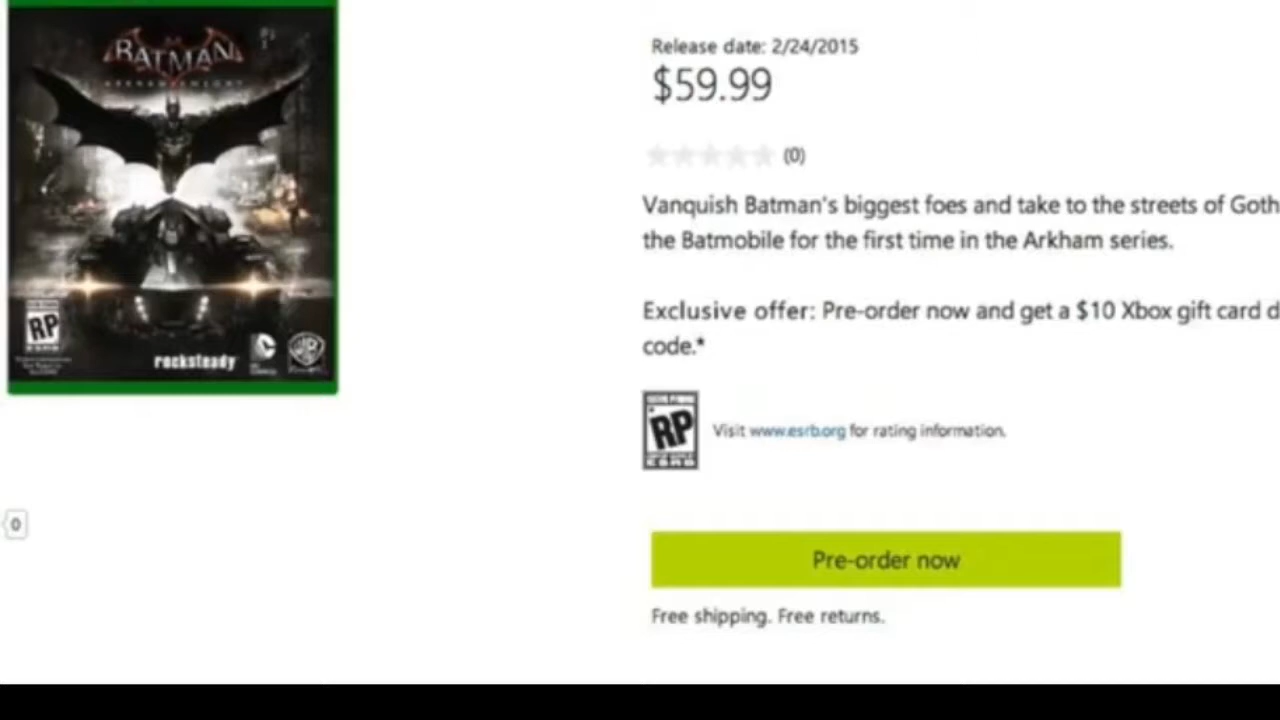 BATMAN
ARKHAM KNIGHT
RP
rocksteady
Release date: 2/24/2015
$59.99
(0)
Vanquish Batman's biggest foes and take to the streets of Goth
the Batmobile for the first time in the Arkham series.
Exclusive offer: Pre-order now and get a $10 Xbox gift card d
code.*
RP
ESRB
Visit www.esrb.org for rating information.
0
Pre-order now
Free shipping. Free returns.